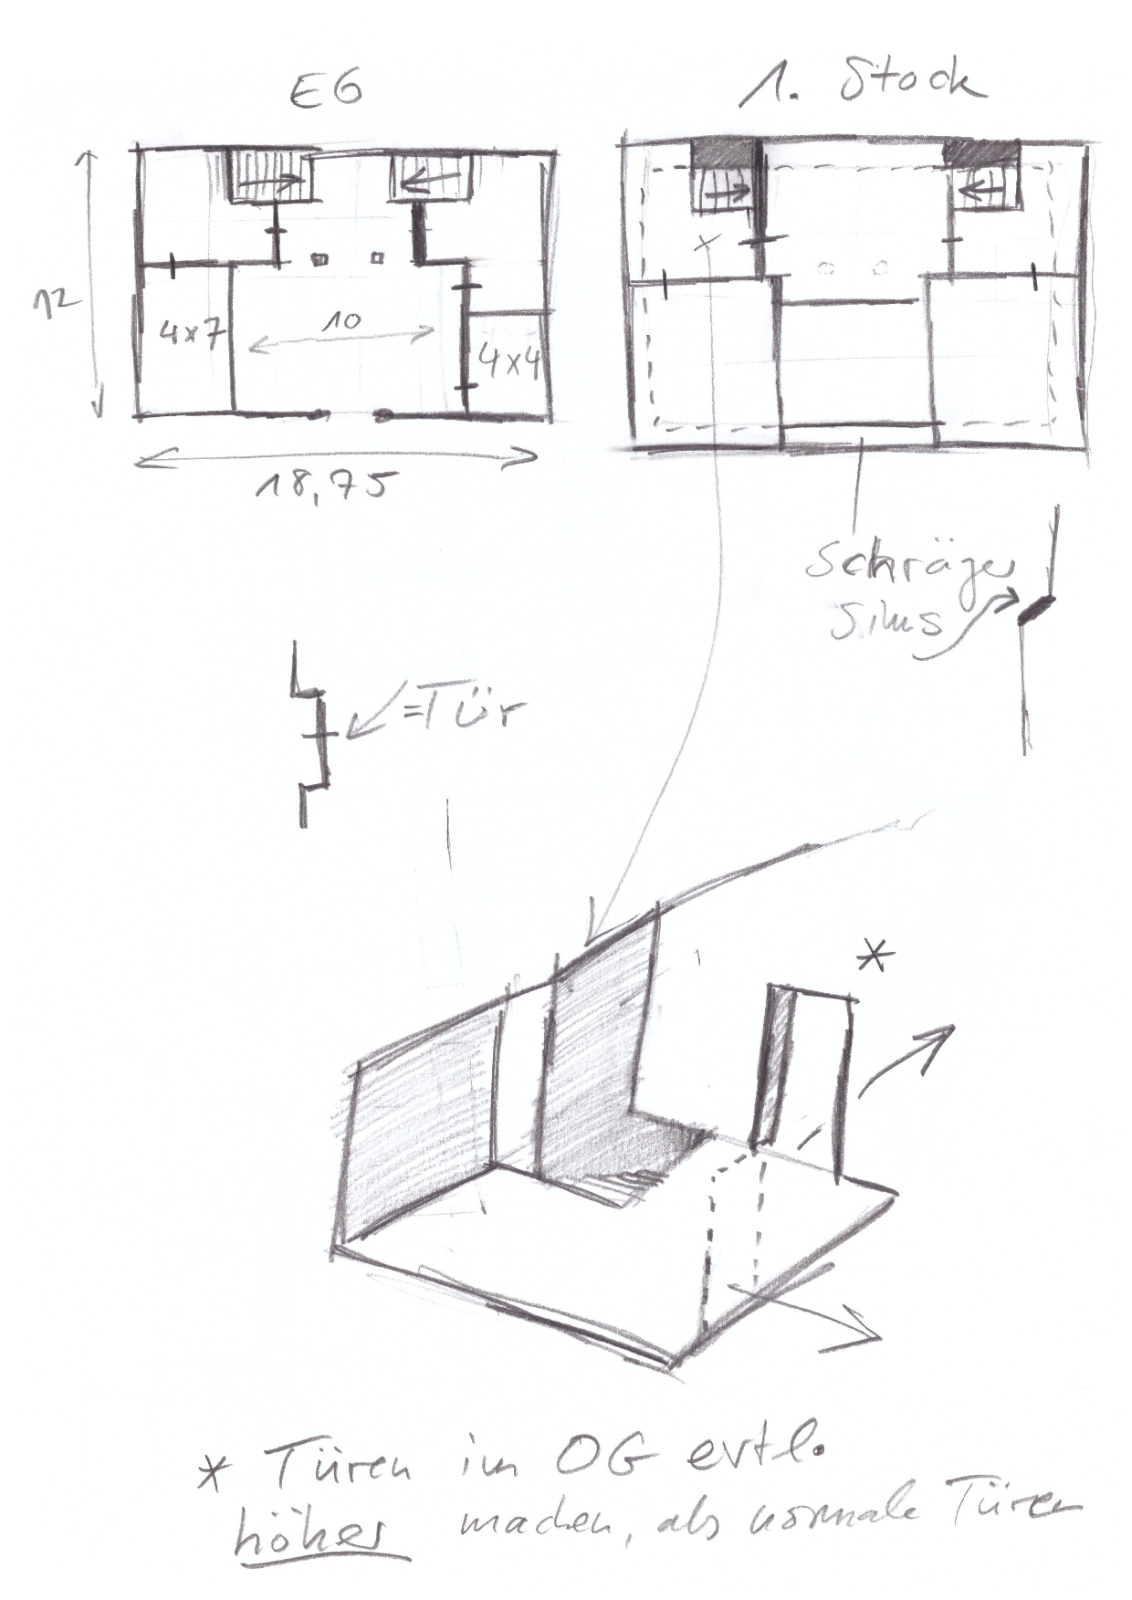 EG
1. Stock
12
4x7
10
4x4
18,75
Schräger
Sims
=Tür
*
* Türen im OG evtl.
höher machen, als normale Türen